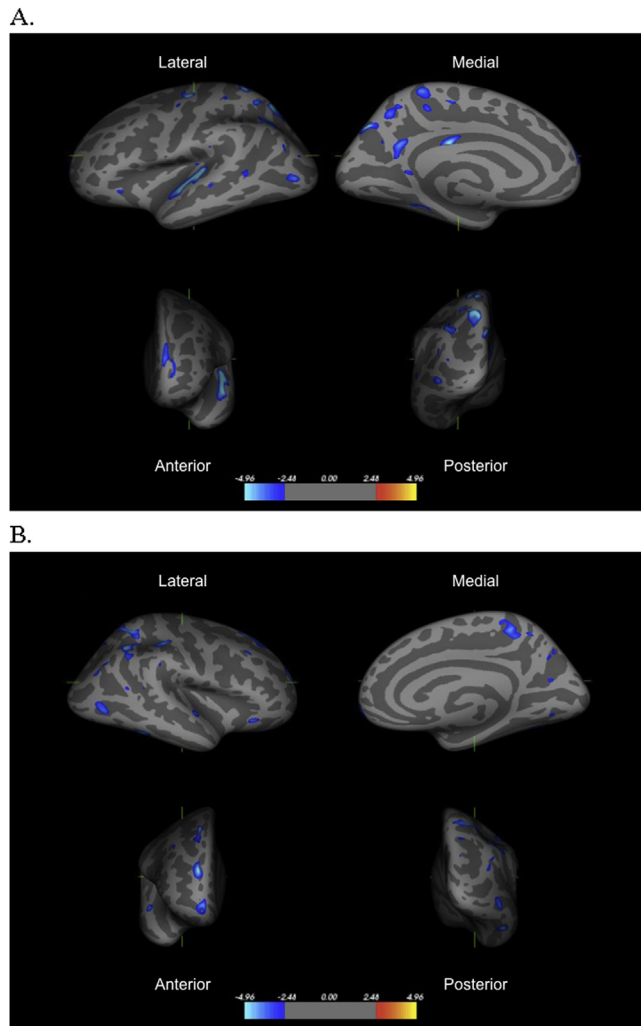 A.
Lateral
Medial
Anterior
Posterior
-4.96 -2.48 0.00 2.48 4.96
B.
Lateral
Medial
Anterior
Posterior
-4.96 -2.48 0.00 2.48 4.96